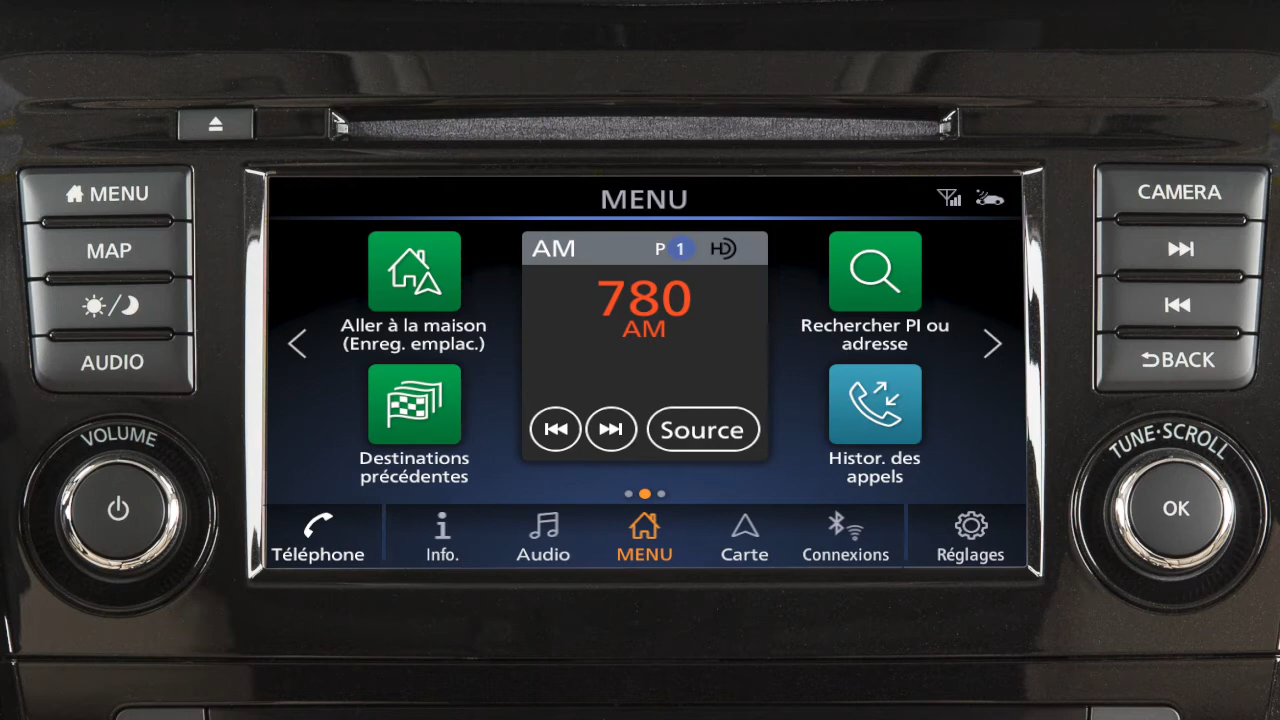 MENU
MAP
AUDIO
VOLUME
MENU
Aller à la maison
(Enreg. emplac.)
Destinations
précédentes
AM P 1 HD
780
AM
Source
Rechercher PI ou
adresse
Histor. des
appels
Téléphone
Info.
Audio
MENU
Carte
Connexions
Réglages
CAMERA
BACK
TUNE·SCROLL
OK